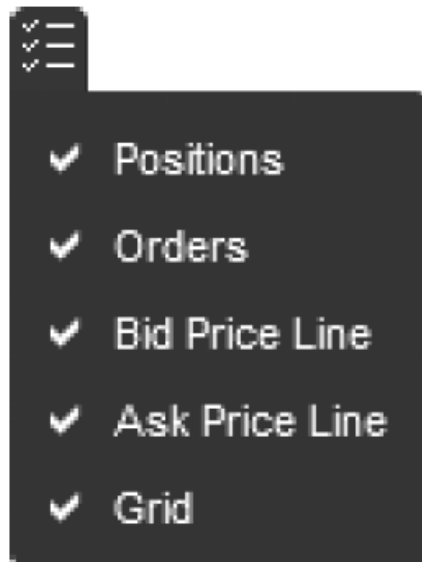 Positions
Orders
Bid Price Line
Ask Price Line
Grid